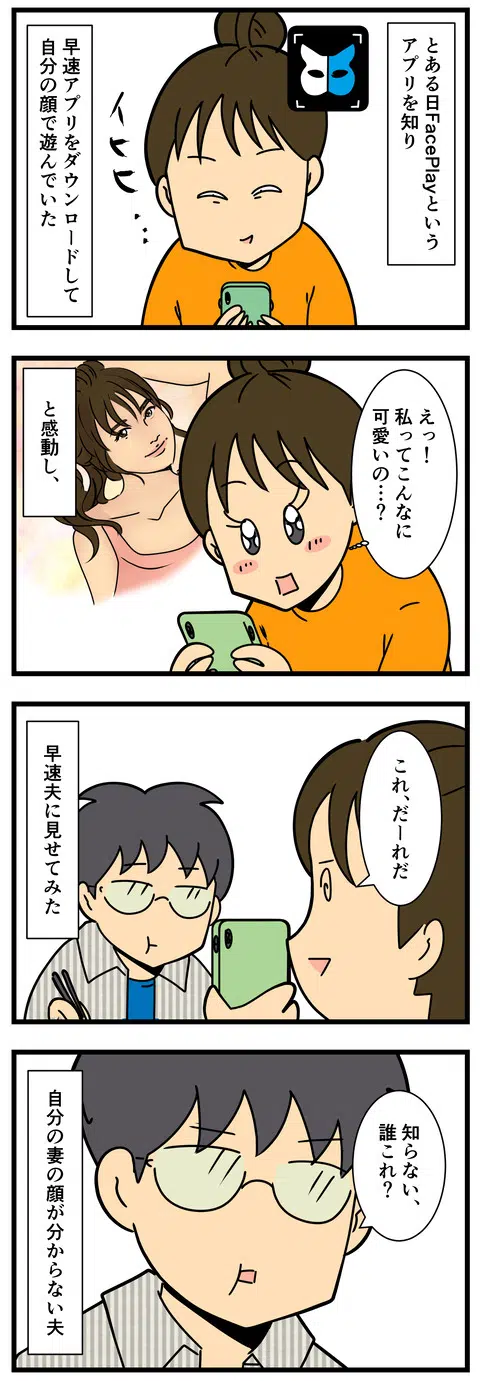 とある日FacePlayという
アプリを知り
早速アプリをダウンロードして
自分の顔で遊んでいた
イヒヒ・・・
えっ!
私ってこんなに
可愛いの…?
と感動し、
これ、だーれだ
早速夫に見せてみた
知らない、
誰これ?
自分の妻の顔が分からない夫